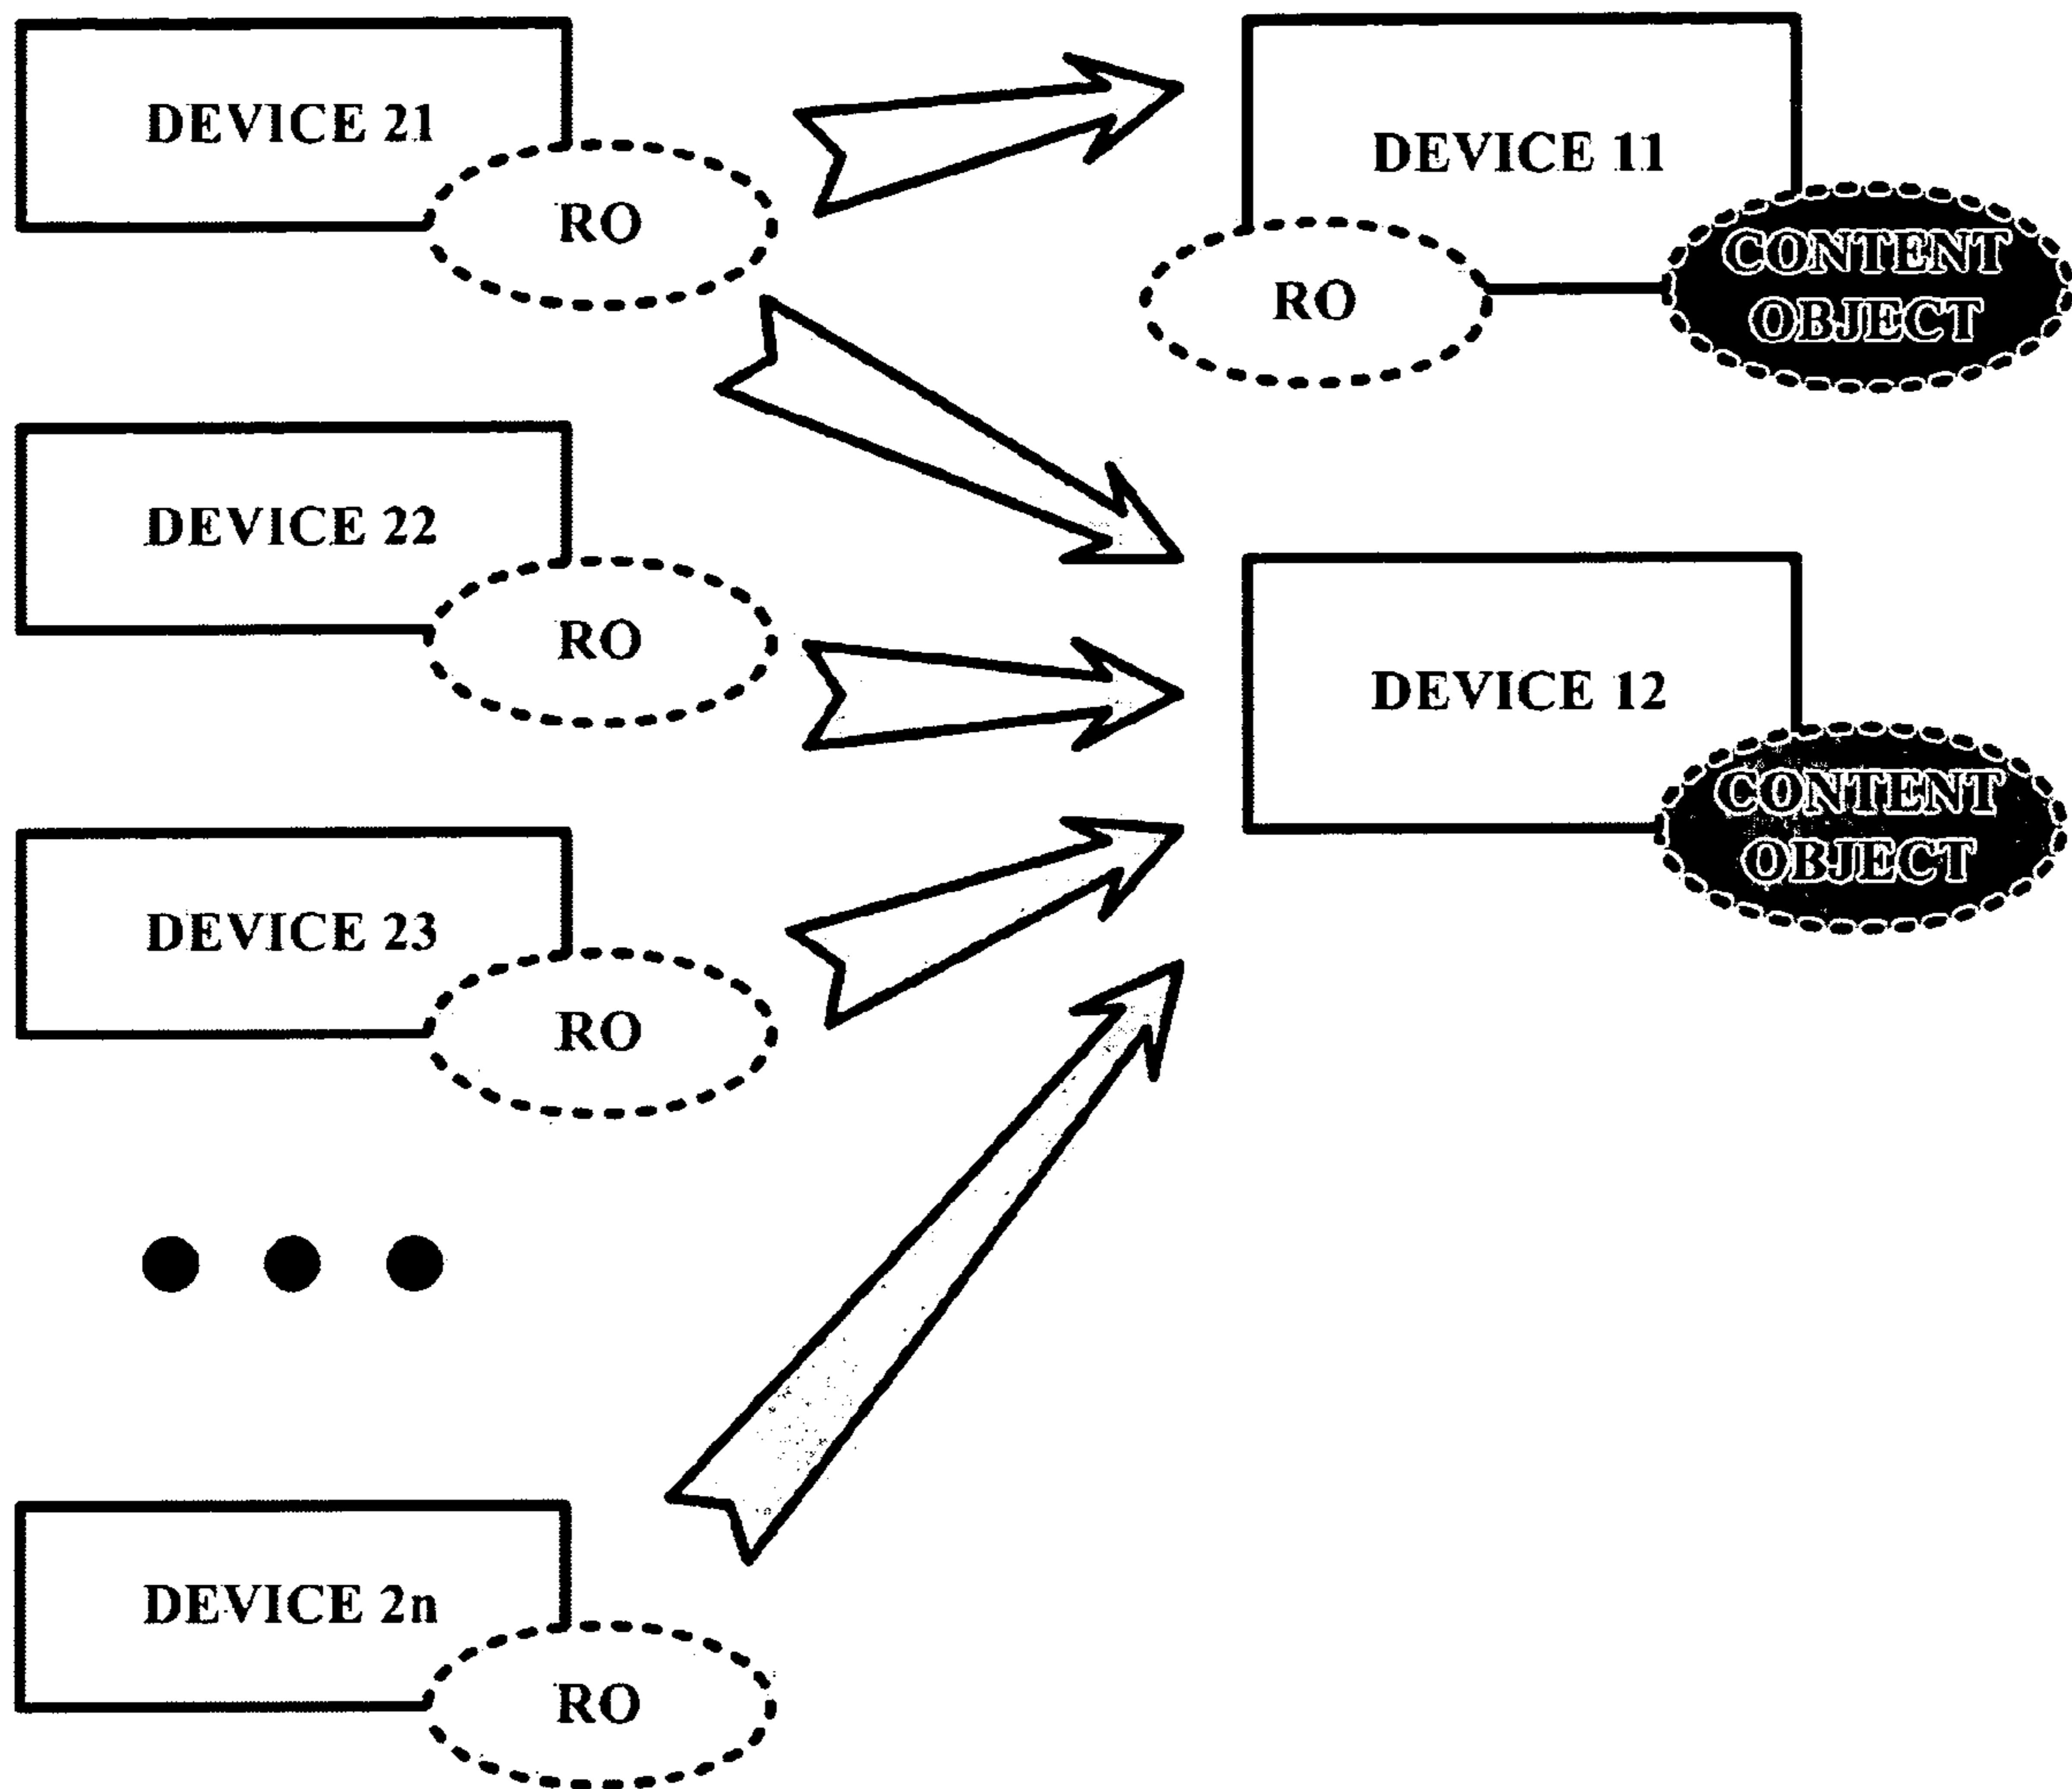 DEVICE 21
RO
DEVICE 11
RO
CONTENT
OBJECT
DEVICE 22
RO
DEVICE 12
CONTENT
OBJECT
DEVICE 23
RO
DEVICE 2n
RO